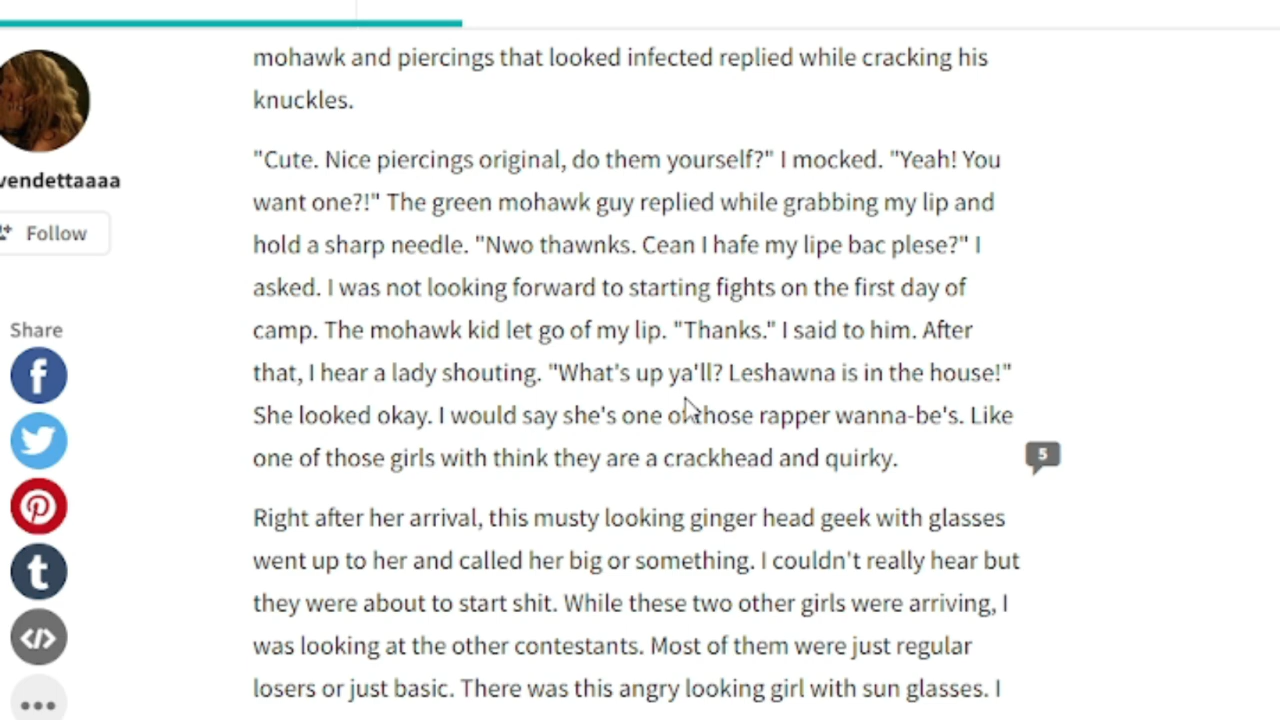 mohawk and piercings that looked infected replied while cracking his
knuckles.
"Cute. Nice piercings original, do them yourself?" I mocked. "Yeah! You
want one?!" The green mohawk guy replied while grabbing my lip and
hold a sharp needle. "Nwo thawnks. Cean I hafe my lipe bac plese?" I
asked. I was not looking forward to starting fights on the first day of
camp. The mohawk kid let go of my lip. "Thanks." I said to him. After
that, I hear a lady shouting. "What's up ya'll? Leshawna is in the house!"
She looked okay. I would say she's one of those rapper wanna-be's. Like
one of those girls with think they are a crackhead and quirky.
5
Right after her arrival, this musty looking ginger head geek with glasses
went up to her and called her big or something. I couldn't really hear but
they were about to start shit. While these two other girls were arriving, I
was looking at the other contestants. Most of them were just regular
losers or just basic. There was this angry looking girl with sun glasses. I
vendettaaaa
Follow
Share